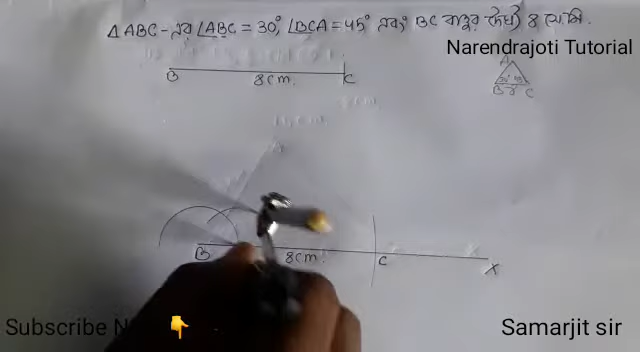 △ABC-এর ∠ABC = 30°, ∠BCA = 45° এবং BC বাহুর দৈর্ঘ্য 8 সে.মি.
Narendrajoti Tutorial
B 8cm. C
A
B C
B 8cm. C X
Subscribe N 👇
Samarjit sir